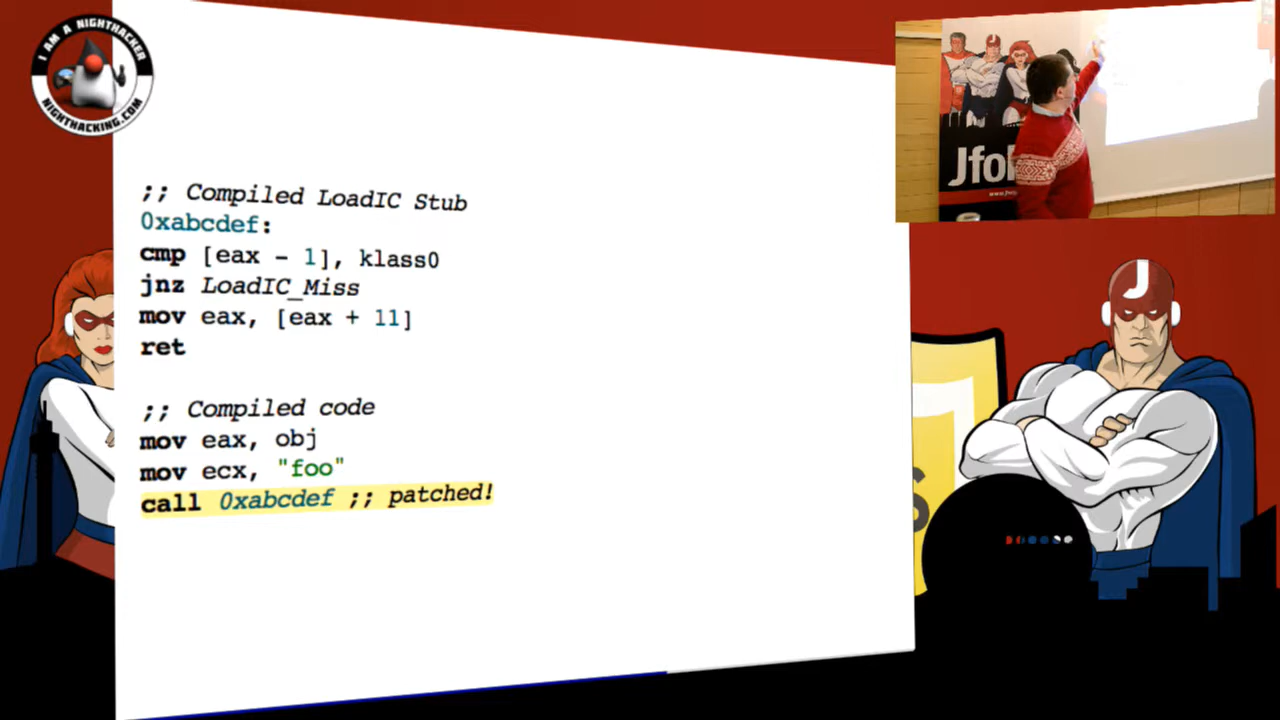 I AM A NIGHTHACKER
NIGHTHACKING.COM
;; Compiled LoadIC Stub
0xabcdef:
cmp [eax - 1], klass0
jnz LoadIC_Miss
mov eax, [eax + 11]
ret
;; Compiled code
mov eax, obj
mov ecx, "foo"
call 0xabcdef ;; patched!
J
Jfo
J
S